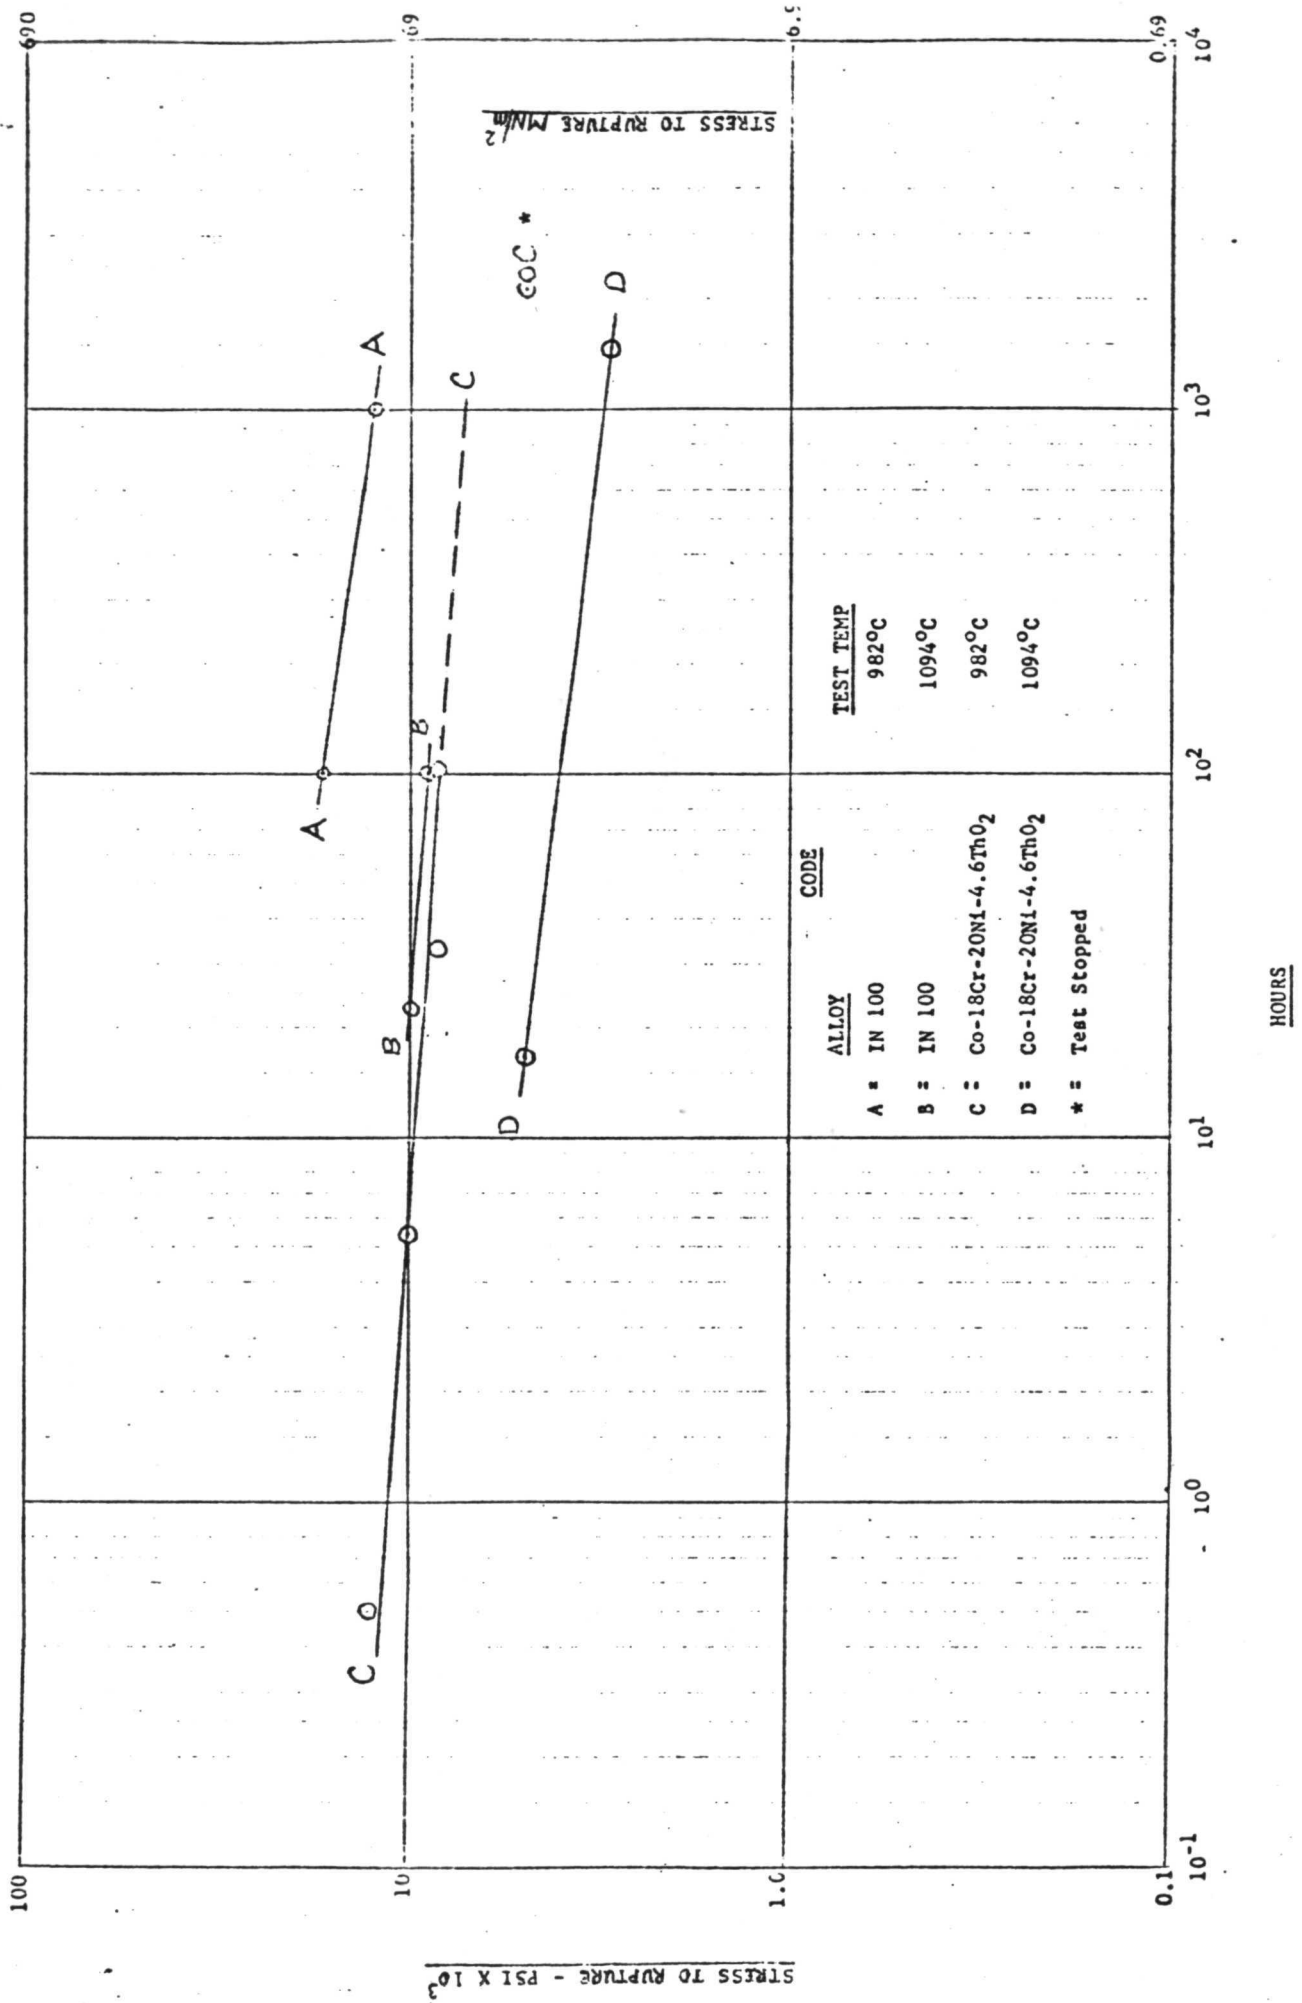 STRESS TO RUPTURE - PSI X 10³
100
10
1.0
0.1
690
69
6.9
0.69
STRESS TO RUPTURE MN/m²
A
A
B
B
C
C
C *
D
D
CODE
ALLOY TEST TEMP
A = IN 100 982°C
B = IN 100 1094°C
C = Co-18Cr-20Ni-4.6ThO₂ 982°C
D = Co-18Cr-20Ni-4.6ThO₂ 1094°C
* = Test Stopped
10⁻¹ 10⁰ 10¹ 10² 10³ 10⁴
HOURS